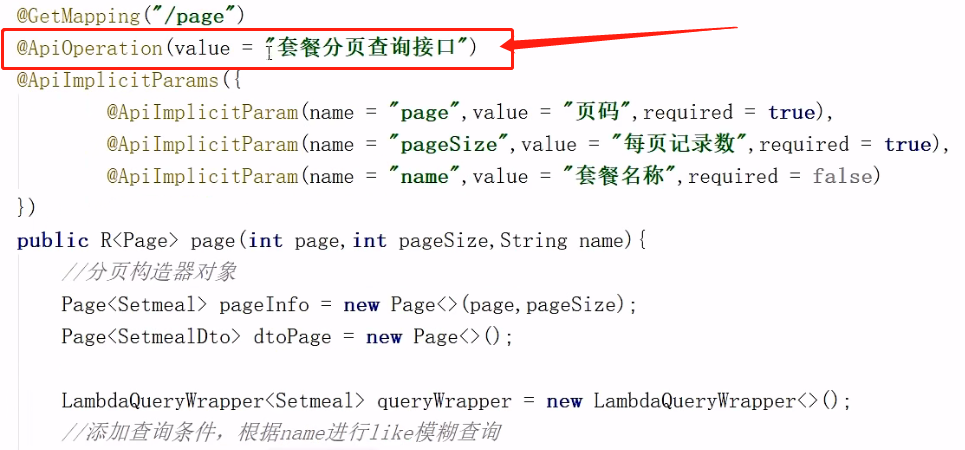 @GetMapping("/page")
@ApiOperation(value = "套餐分页查询接口")
@ApiImplicitParams({
@ApiImplicitParam(name = "page",value = "页码",required = true),
@ApiImplicitParam(name = "pageSize",value = "每页记录数",required = true),
@ApiImplicitParam(name = "name",value = "套餐名称",required = false)
})
public R<Page> page(int page,int pageSize,String name){
//分页构造器对象
Page<Setmeal> pageInfo = new Page<>(page,pageSize);
Page<SetmealDto> dtoPage = new Page<>();
LambdaQueryWrapper<Setmeal> queryWrapper = new LambdaQueryWrapper<>();
//添加查询条件，根据name进行like模糊查询